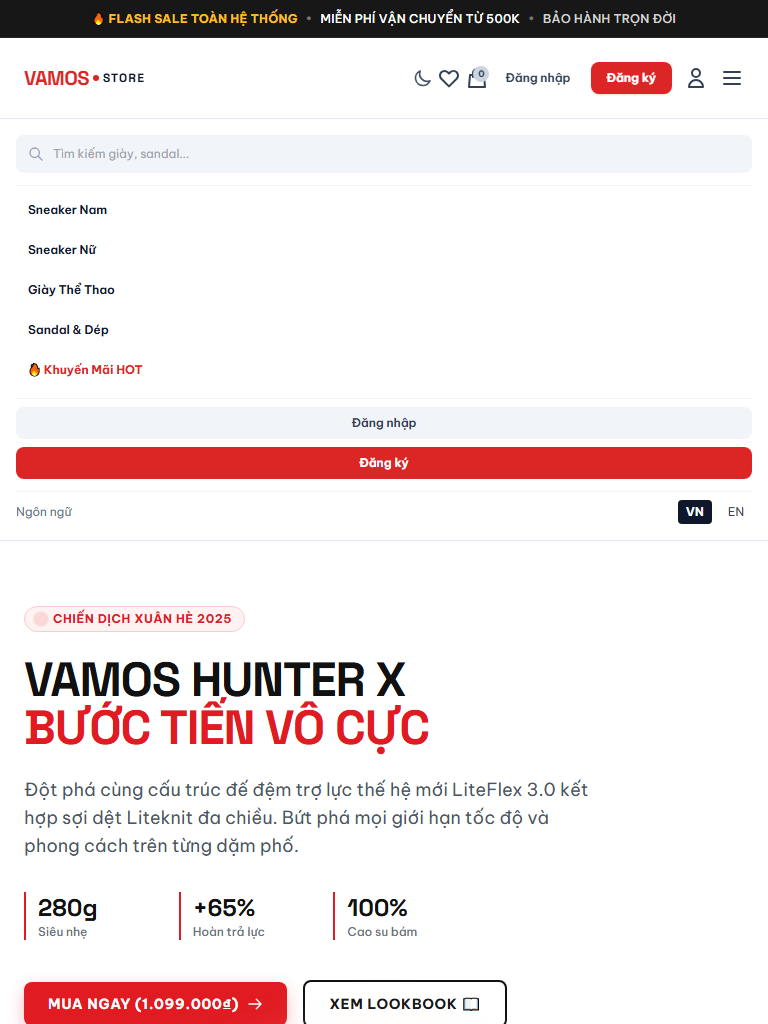 🔥 FLASH SALE TOÀN HỆ THỐNG • MIỄN PHÍ VẬN CHUYỂN TỪ 500K • BẢO HÀNH TRỌN ĐỜI
VAMOS • STORE 0 Đăng nhập Đăng ký
Tìm kiếm giày, sandal...
Sneaker Nam
Sneaker Nữ
Giày Thể Thao
Sandal & Dép
🔥 Khuyến Mãi HOT
Đăng nhập
Đăng ký
Ngôn ngữ VN EN
CHIẾN DỊCH XUÂN HÈ 2025
VAMOS HUNTER X
BƯỚC TIẾN VÔ CỰC
Đột phá cùng cấu trúc đế đệm trợ lực thế hệ mới LiteFlex 3.0 kết
hợp sợi dệt Liteknit đa chiều. Bứt phá mọi giới hạn tốc độ và
phong cách trên từng dặm phố.
280g +65% 100%
Siêu nhẹ Hoàn trả lực Cao su bám
MUA NGAY (1.099.000₫) → XEM LOOKBOOK